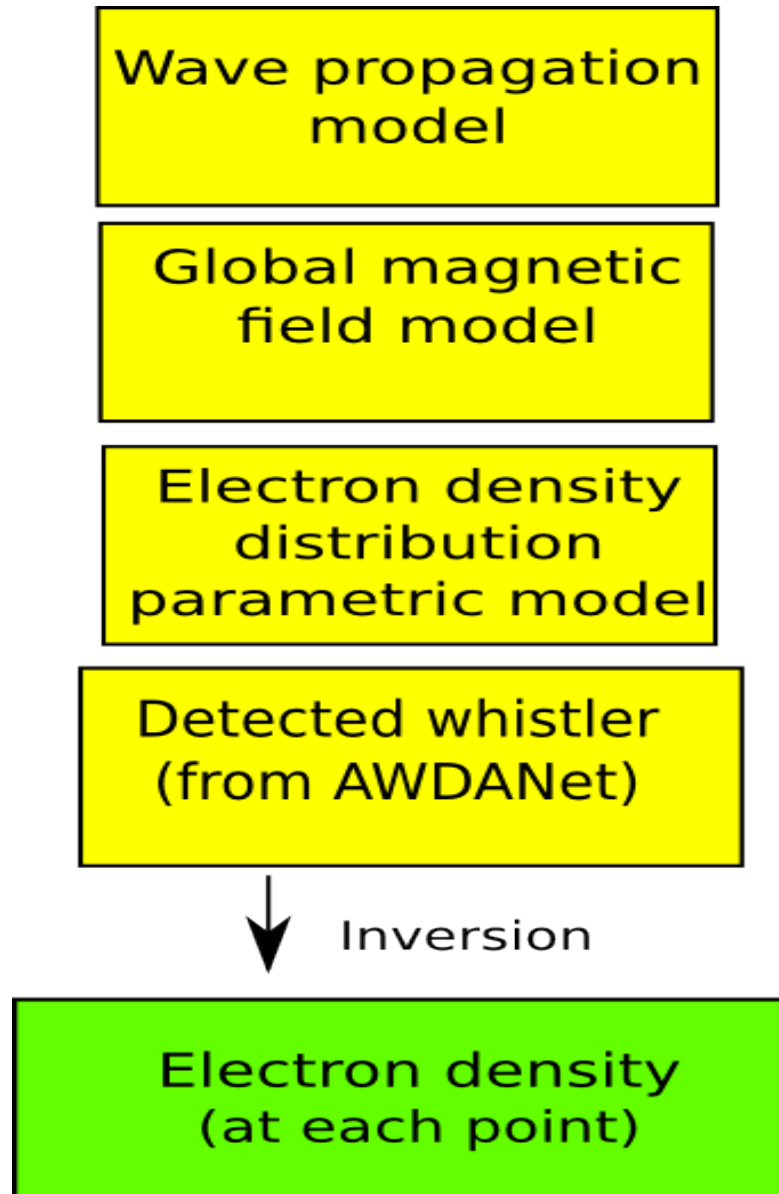 Wave propagation
model
Global magnetic
field model
Electron density
distribution
parametric model
Detected whistler
(from AWDANet)
Inversion
Electron density
(at each point)